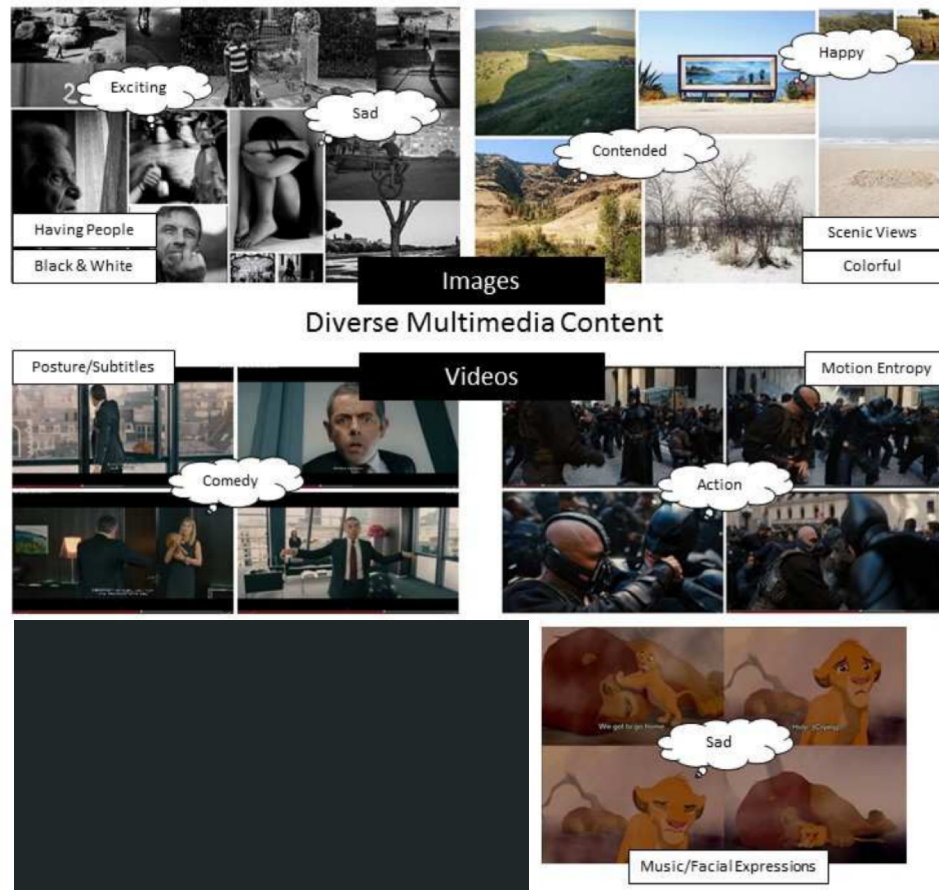 Exciting
Sad
Having People
Black & White
2
Happy
Contended
Scenic Views
Colorful
Images
Diverse Multimedia Content
Videos
Posture/Subtitles
Comedy
Motion Entropy
Action
We got to go home.
Sad
Music/Facial Expressions